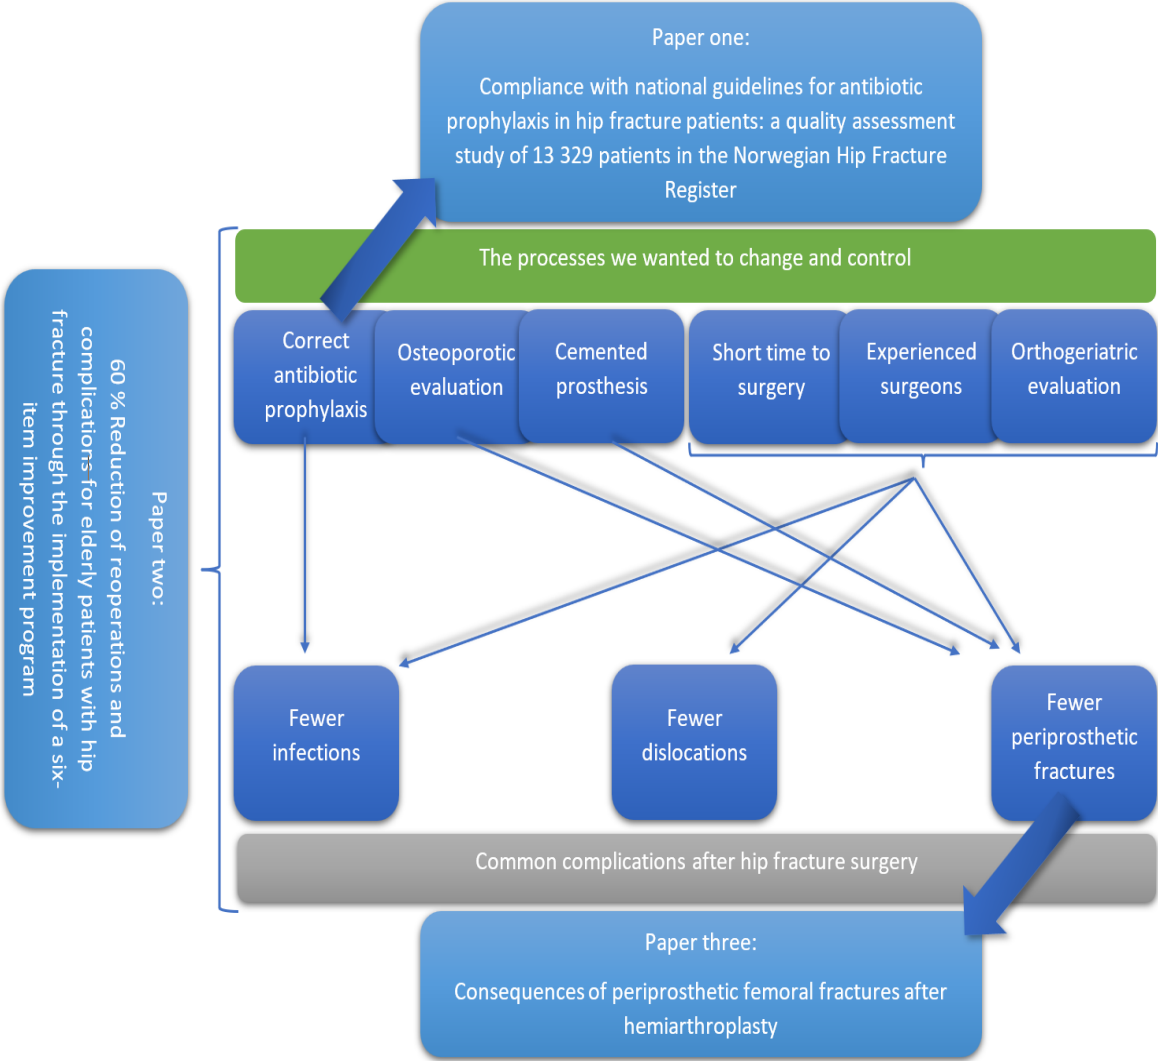 Paper one:
Compliance with national guidelines for antibiotic
prophylaxis in hip fracture patients: a quality assessment
study of 13 329 patients in the Norwegian Hip Fracture
Register
The processes we wanted to change and control
Correct
antibiotic
prophylaxis
Osteoporotic
evaluation
Cemented
prosthesis
Short time to
surgery
Experienced
surgeons
Orthogeriatric
evaluation
Paper two:
60 % Reduction of reoperations and
complications for elderly patients with hip
fracture through the implementation of a six-
item improvement program
Fewer
infections
Fewer
dislocations
Fewer
periprosthetic
fractures
Common complications after hip fracture surgery
Paper three:
Consequences of periprosthetic femoral fractures after
hemiarthroplasty